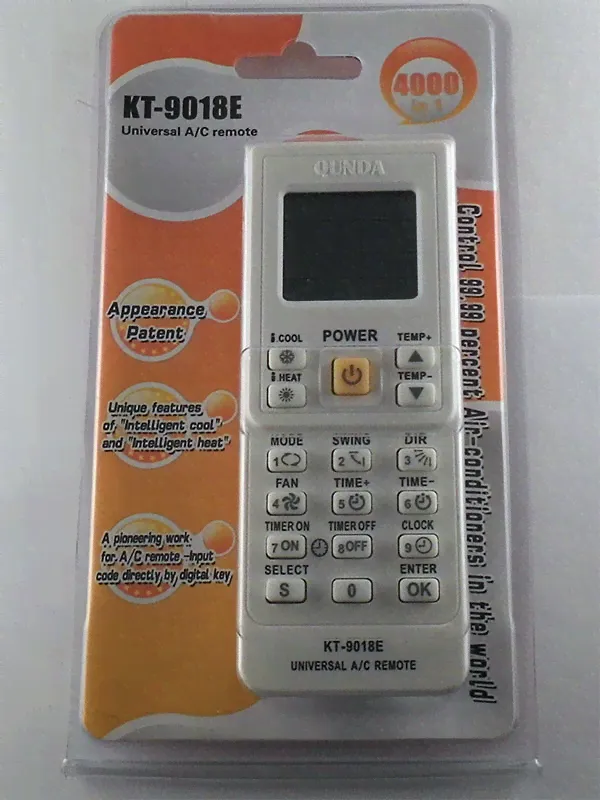 KT-9018E
Universal A/C remote
4000
in 1
QUNDA
Control 99.99 percent Air-conditioners in the world
Appearance
Patent
Unique features
of "Intelligent cool"
and "Intelligent heat"
A pioneering work
for A/C remote -Input
code directly by digital key
i.COOL POWER TEMP+
i.HEAT TEMP-
MODE SWING DIR
1 2 3
FAN TIME+ TIME-
4 5 6
TIMER ON TIMER OFF CLOCK
7 ON 8 OFF 9
SELECT ENTER
S 0 OK
KT-9018E
UNIVERSAL A/C REMOTE